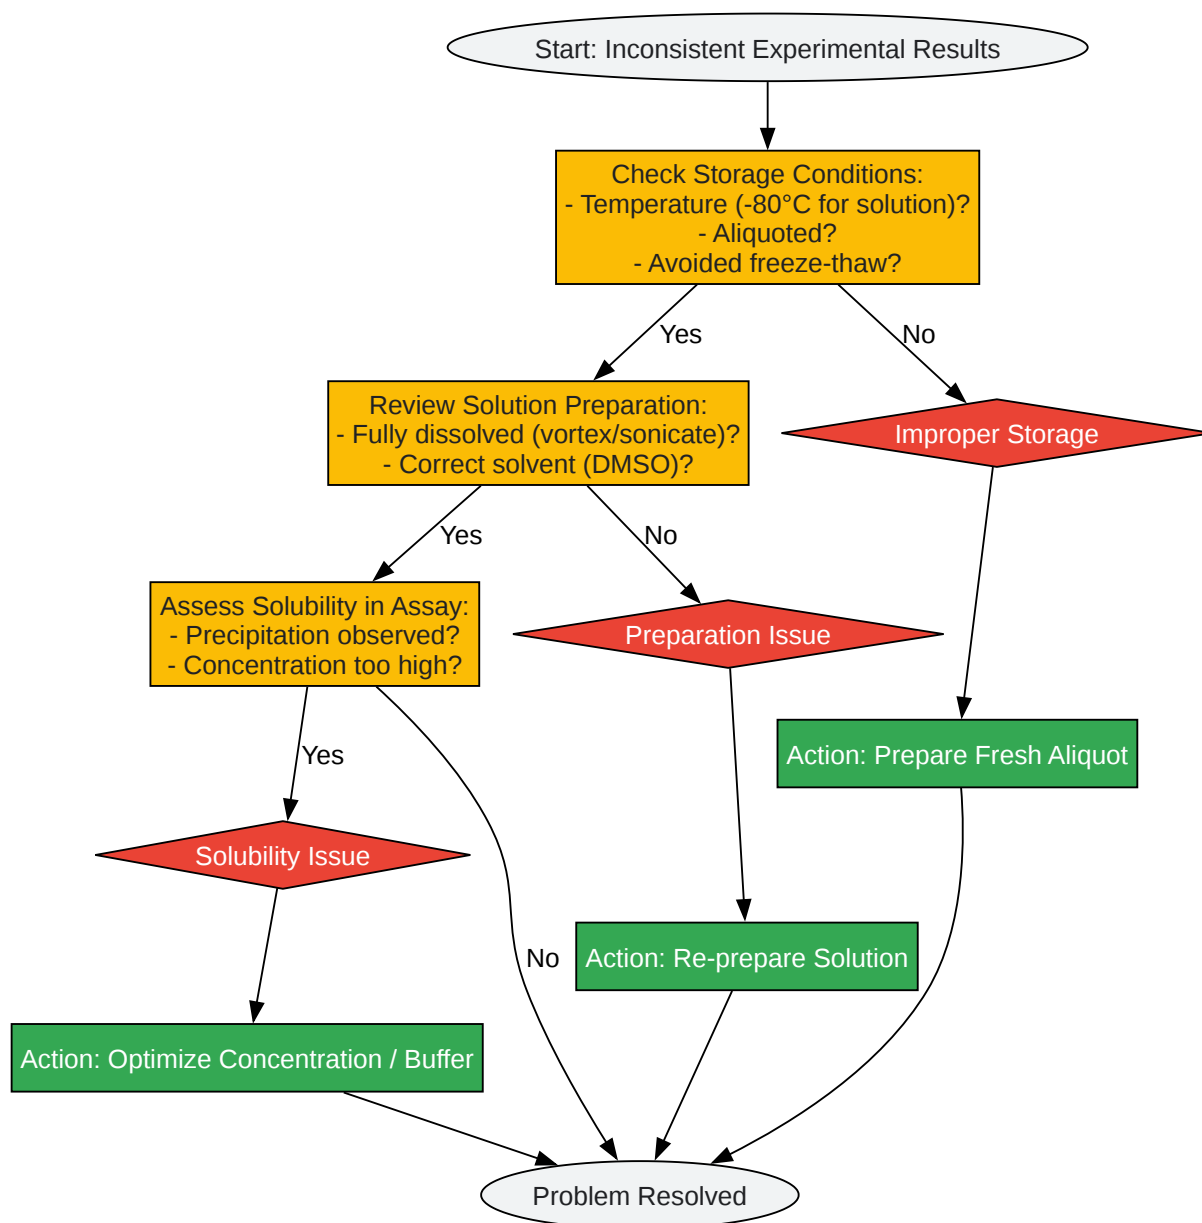 Start: Inconsistent Experimental Results
Check Storage Conditions:
- Temperature (-80°C for solution)?
- Aliquoted?
- Avoided freeze-thaw?
Yes
No
Review Solution Preparation:
- Fully dissolved (vortex/sonicate)?
- Correct solvent (DMSO)?
Improper Storage
Yes
No
Assess Solubility in Assay:
- Precipitation observed?
- Concentration too high?
Preparation Issue
Yes
Action: Prepare Fresh Aliquot
Solubility Issue
No
Action: Re-prepare Solution
Action: Optimize Concentration / Buffer
Problem Resolved